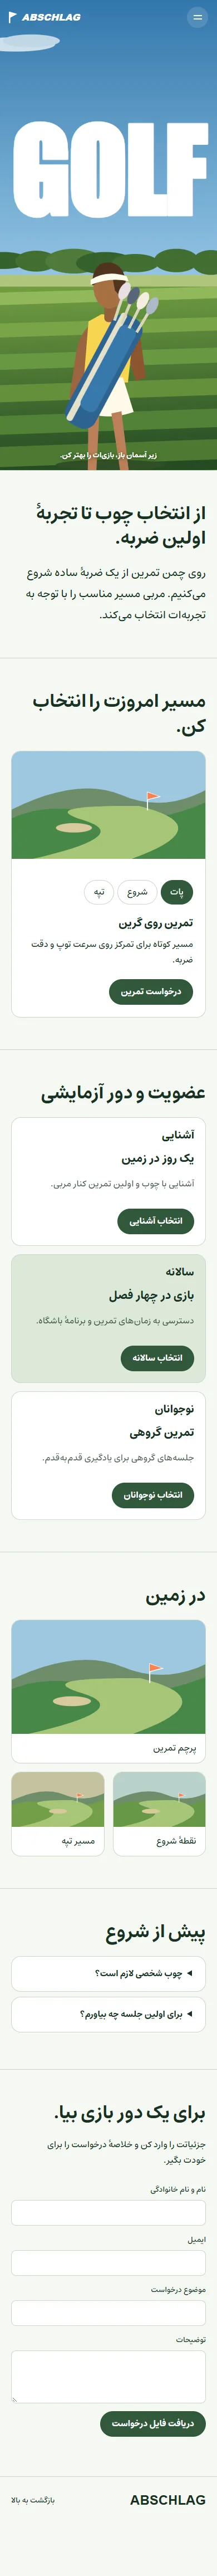 ABSCHLAG
GOLF
زیر آسمان باز، بازی‌ات را بهتر کن.
از انتخاب چوب تا تجربهٔ
اولین ضربه.
روی چمن تمرین از یک ضربهٔ ساده شروع
می‌کنیم. مربی مسیر مناسب را با توجه به
تجربه‌ات انتخاب می‌کند.
مسیر امروزت را انتخاب
کن.
پات
شروع
تپه
تمرین روی گرین
مسیر کوتاه برای تمرکز روی سرعت توپ و دقت
ضربه.
درخواست تمرین
عضویت و دور آزمایشی
آشنایی
یک روز در زمین
آشنایی با چوب و اولین تمرین کنار مربی.
انتخاب آشنایی
سالانه
بازی در چهار فصل
دسترسی به زمان‌های تمرین و برنامهٔ باشگاه.
انتخاب سالانه
نوجوانان
تمرین گروهی
جلسه‌های گروهی برای یادگیری قدم‌به‌قدم.
انتخاب نوجوانان
در زمین
پرچم تمرین
نقطهٔ شروع
مسیر تپه
پیش از شروع
چوب شخصی لازم است؟
برای اولین جلسه چه بیاورم؟
برای یک دور بازی بیا.
جزئیاتت را وارد کن و خلاصهٔ درخواست را برای
خودت بگیر.
نام و نام خانوادگی
ایمیل
موضوع درخواست
توضیحات
دریافت فایل درخواست
ABSCHLAG
بازگشت به بالا